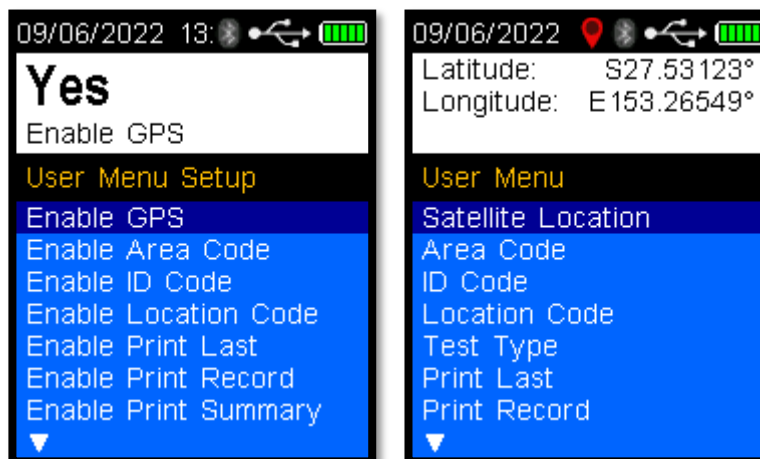 09/06/2022 13:
Yes
Enable GPS
User Menu Setup
Enable GPS
Enable Area Code
Enable ID Code
Enable Location Code
Enable Print Last
Enable Print Record
Enable Print Summary
09/06/2022
Latitude: S27.53123°
Longitude: E153.26549°
User Menu
Satellite Location
Area Code
ID Code
Location Code
Test Type
Print Last
Print Record